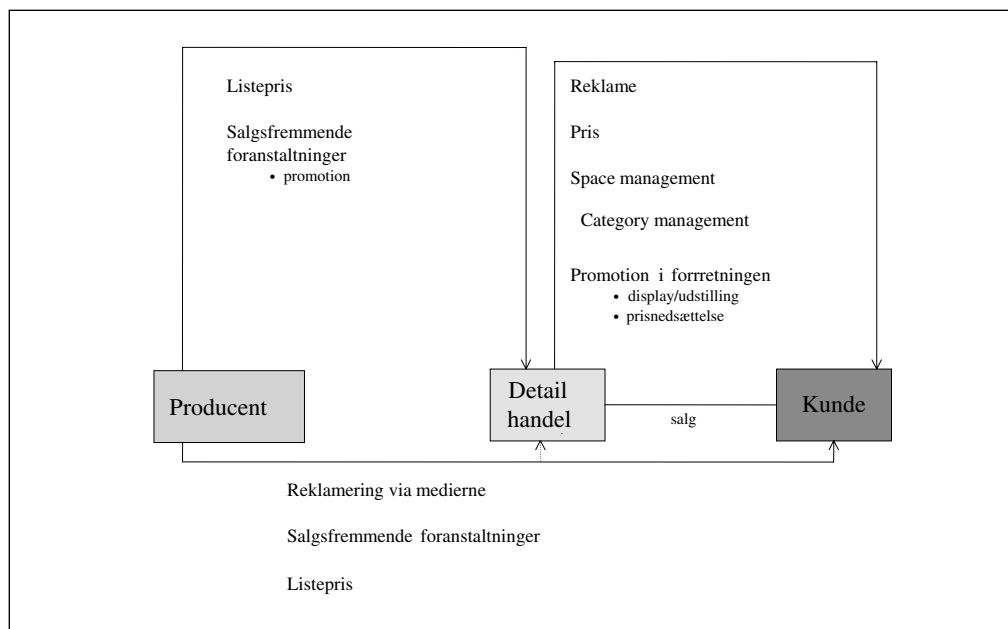 Listepris
Salgsfremmende
foranstaltninger
• promotion
Reklame
Pris
Space management
Category management
Promotion i forrretningen
• display/udstilling
• prisnedsættelse
Producent
Detail
handel
salg
Kunde
Reklamering via medierne
Salgsfremmende foranstaltninger
Listepris